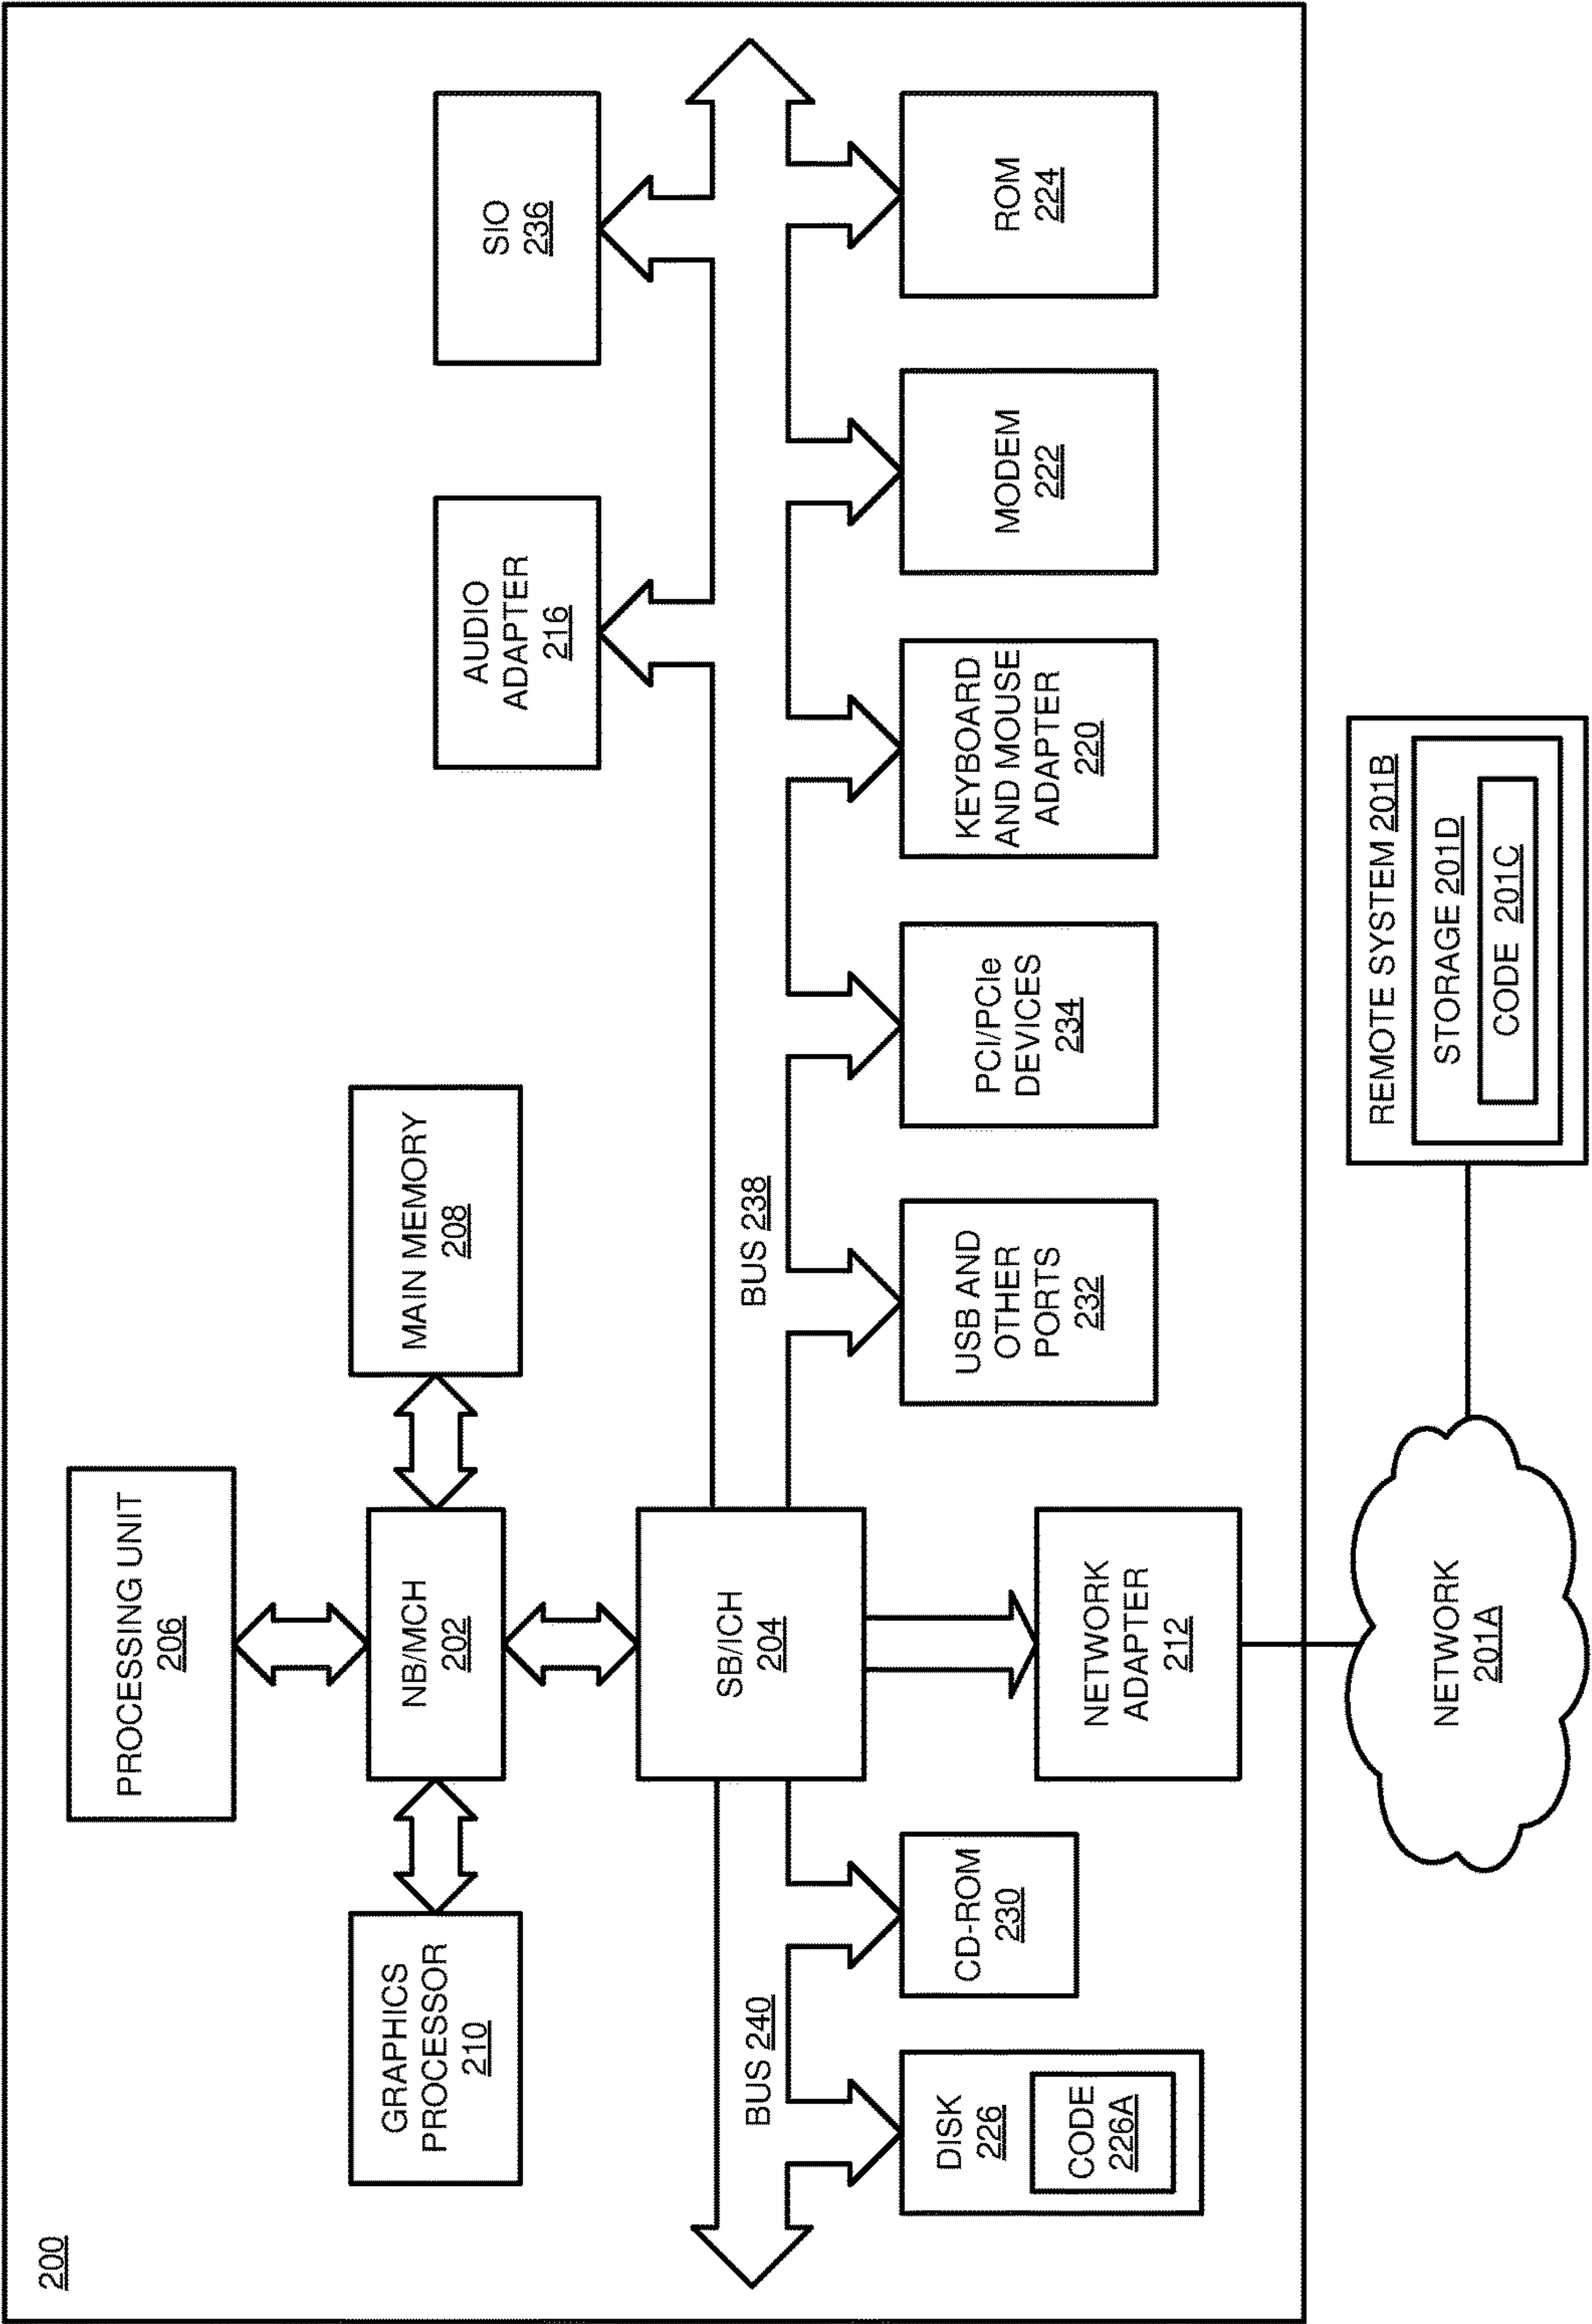 200
PROCESSING UNIT
206
GRAPHICS
PROCESSOR
210
NB/MCH
202
MAIN MEMORY
208
AUDIO
ADAPTER
216
SIO
236
SB/ICH
204
BUS 240
BUS 238
DISK
226
CODE
226A
CD-ROM
230
NETWORK
ADAPTER
212
USB AND
OTHER
PORTS
232
PCI/PCIe
DEVICES
234
KEYBOARD
AND MOUSE
ADAPTER
220
MODEM
222
ROM
224
NETWORK
201A
REMOTE SYSTEM 201B
STORAGE 201D
CODE 201C